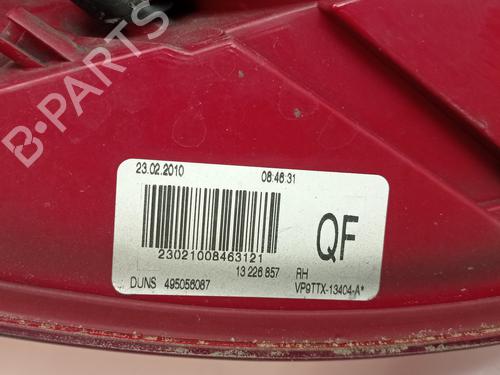 B-PARTS
23.02.2010 08:46:31
QF
23021008463121
13 226 857 RH
DUNS 495056087 VP9TTX-13404-A*